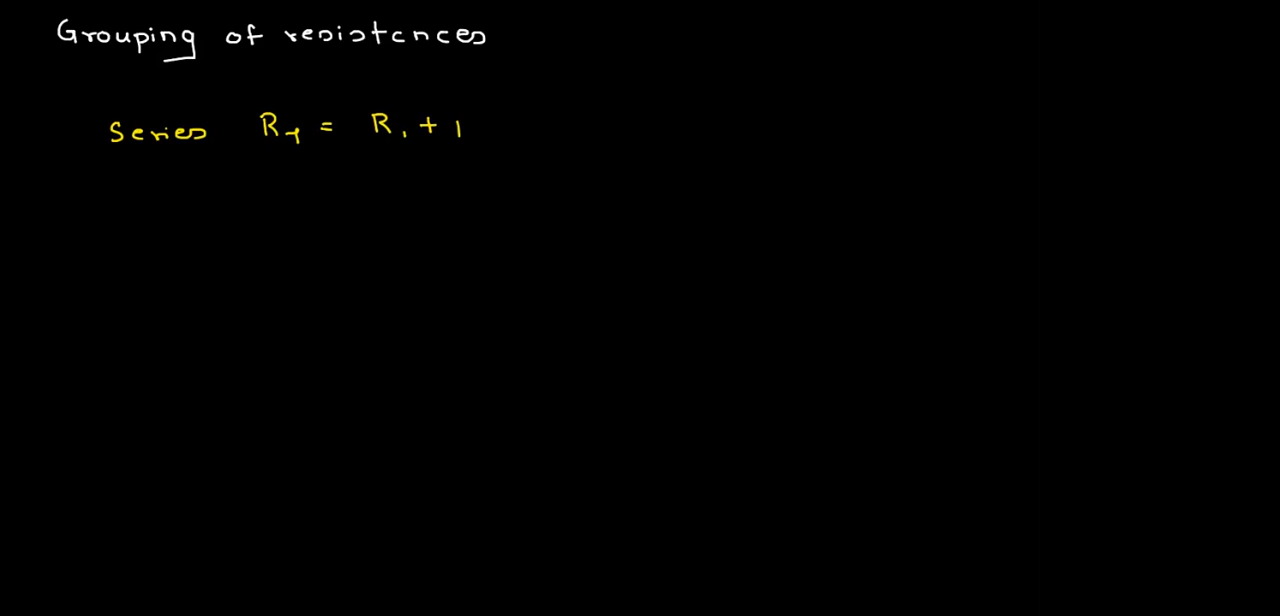 Grouping of resistances
Series R_T = R_1 + 1